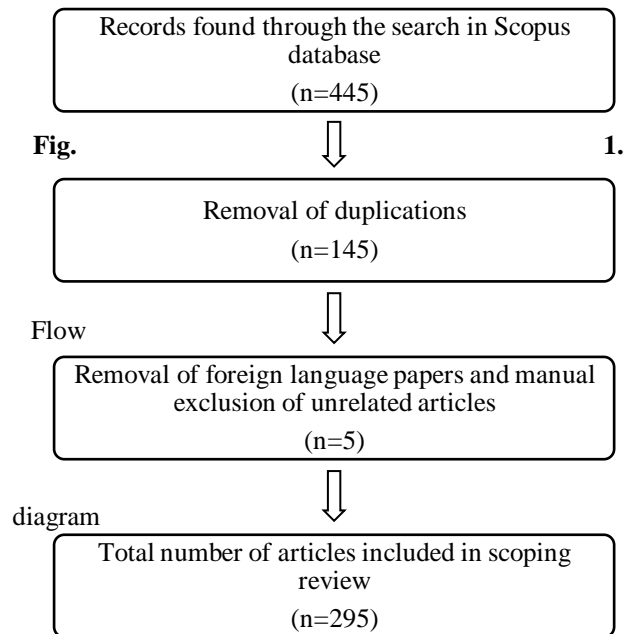 Records found through the search in Scopus
database
(n=445)
Fig. 1.
Removal of duplications
(n=145)
Flow
Removal of foreign language papers and manual
exclusion of unrelated articles
(n=5)
diagram
Total number of articles included in scoping
review
(n=295)